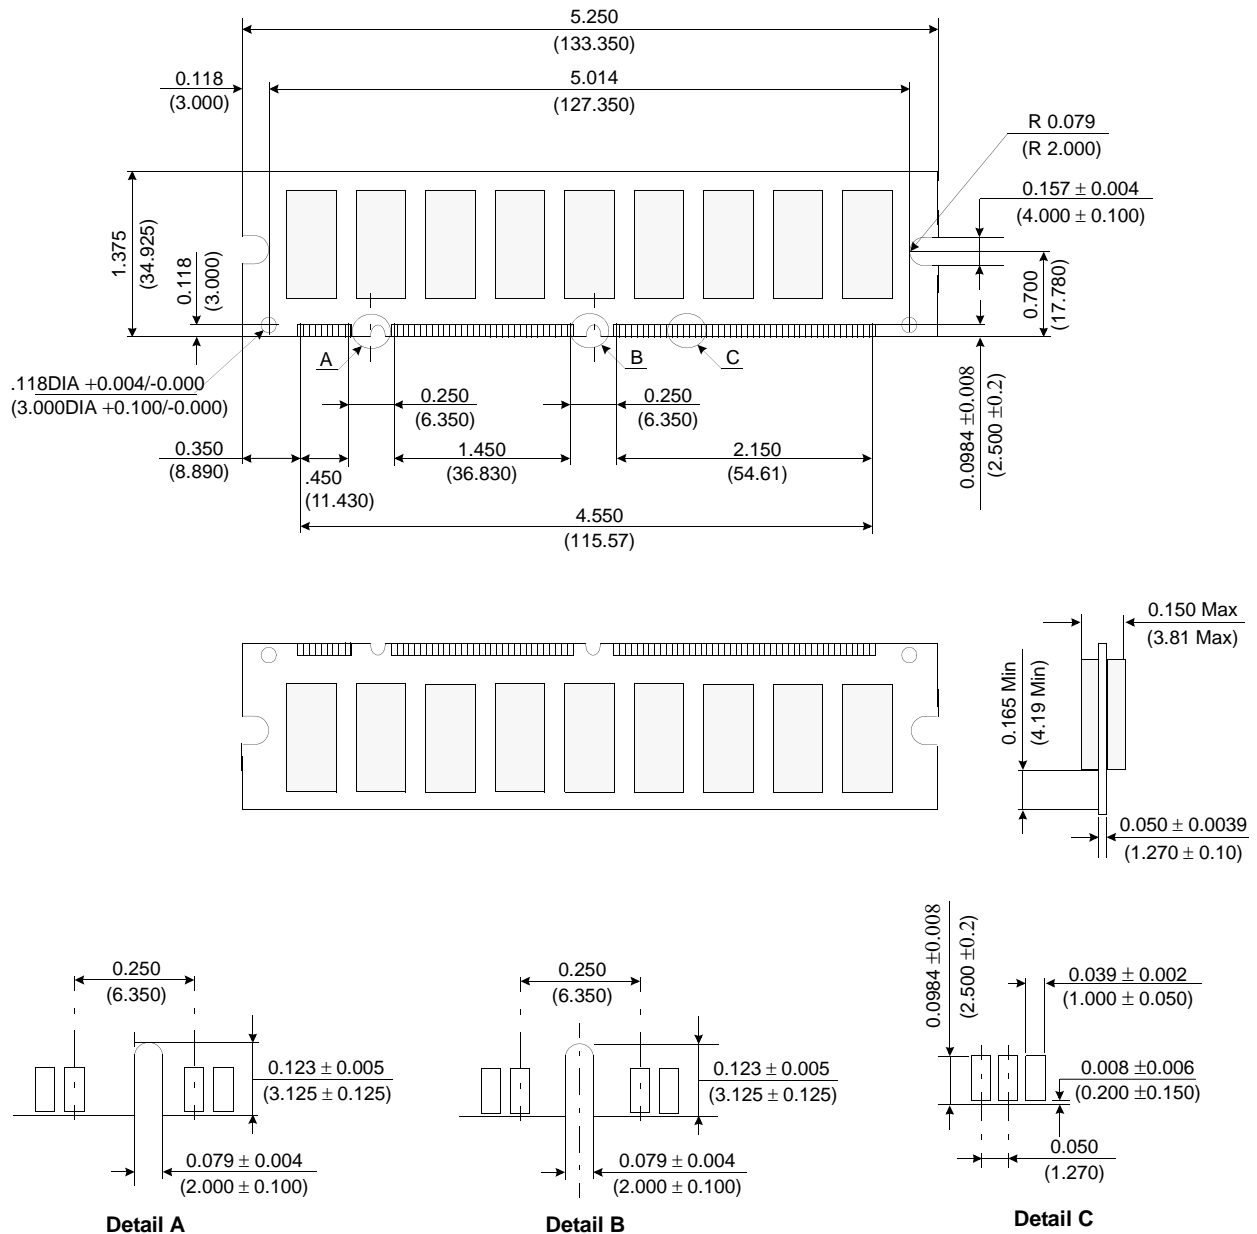 5.250
(133.350)
0.118
(3.000)
5.014
(127.350)
R 0.079
(R 2.000)
0.157 ± 0.004
(4.000 ± 0.100)
1.375
(34.925)
0.118
(3.000)
0.700
(17.780)
A
B
C
.118DIA +0.004/-0.000
(3.000DIA +0.100/-0.000)
0.250
(6.350)
0.250
(6.350)
0.0984 ±0.008
(2.500 ±0.2)
0.350
(8.890)
.450
(11.430)
1.450
(36.830)
2.150
(54.61)
4.550
(115.57)
0.150 Max
(3.81 Max)
0.165 Min
(4.19 Min)
0.050 ± 0.0039
(1.270 ± 0.10)
0.250
(6.350)
0.123 ± 0.005
(3.125 ± 0.125)
0.079 ± 0.004
(2.000 ± 0.100)
Detail A
0.250
(6.350)
0.123 ± 0.005
(3.125 ± 0.125)
0.079 ± 0.004
(2.000 ± 0.100)
Detail B
0.0984 ±0.008
(2.500 ±0.2)
0.039 ± 0.002
(1.000 ± 0.050)
0.008 ±0.006
(0.200 ±0.150)
0.050
(1.270)
Detail C